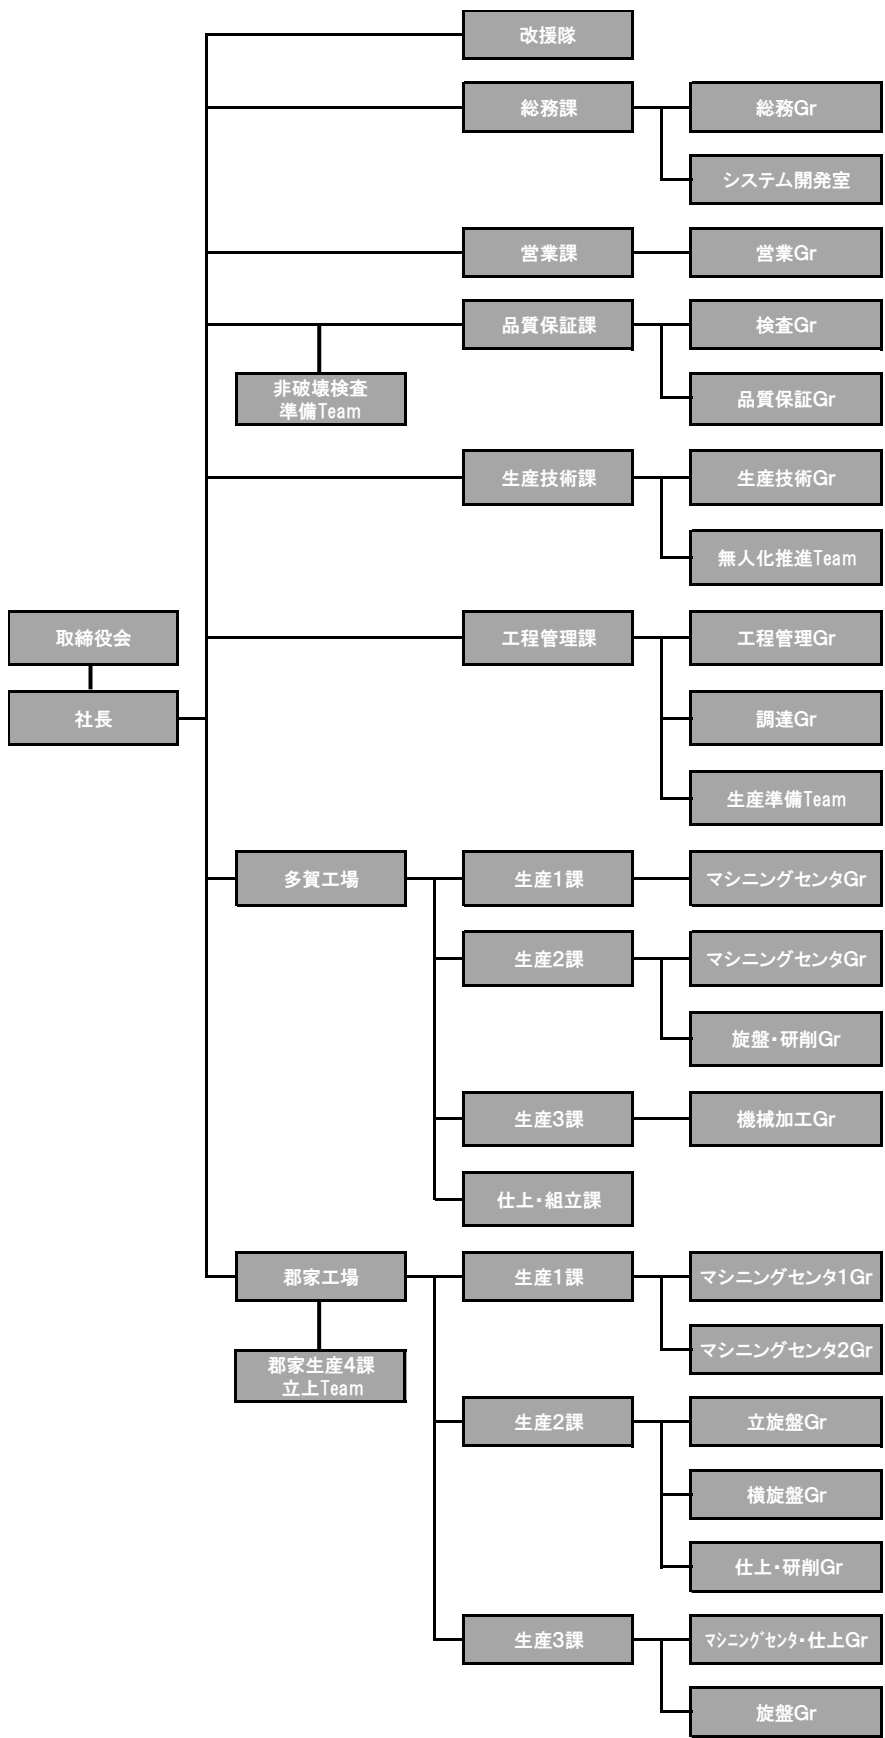 改援隊
総務課
総務Gr
システム開発室
営業課
営業Gr
品質保証課
検査Gr
非破壊検査
準備Team
品質保証Gr
生産技術課
生産技術Gr
無人化推進Team
取締役会
工程管理課
工程管理Gr
社長
調達Gr
生産準備Team
多賀工場
生産1課
マシニングセンタGr
生産2課
マシニングセンタGr
旋盤・研削Gr
生産3課
機械加工Gr
仕上・組立課
郡家工場
生産1課
マシニングセンタ1Gr
郡家生産4課
立上Team
マシニングセンタ2Gr
生産2課
立旋盤Gr
横旋盤Gr
仕上・研削Gr
生産3課
ﾏｼﾆﾝｸﾞｾﾝﾀ・仕上Gr
旋盤Gr